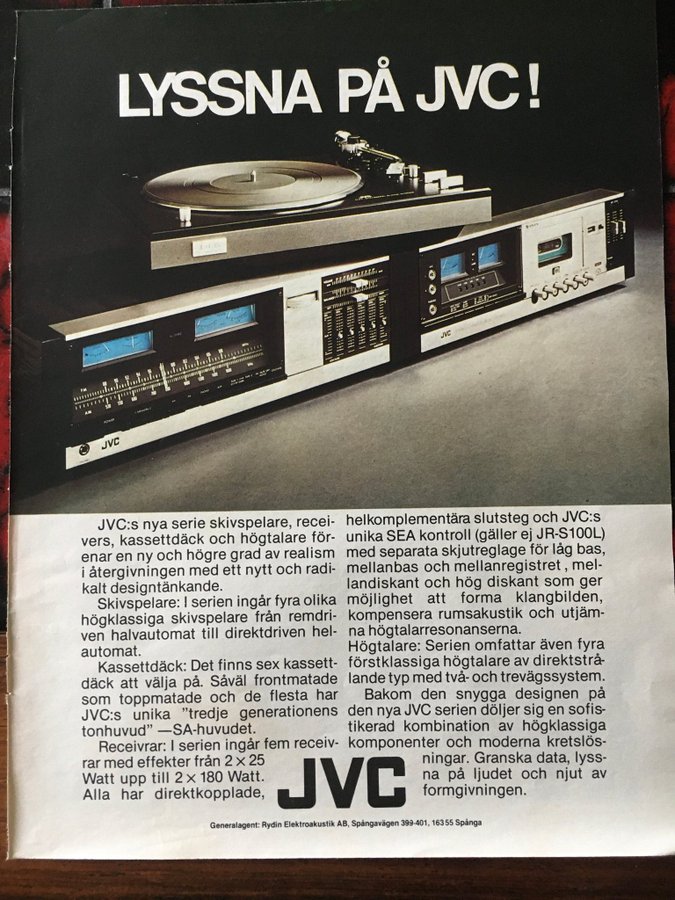 LYSSNA PÅ JVC!
JVC
JVC
JVC:s nya serie skivspelare, recei-
vers, kassettdäck och högtalare för-
enar en ny och högre grad av realism
i återgivningen med ett nytt och radi-
kalt designtänkande.
Skivspelare: I serien ingår fyra olika
högklassiga skivspelare från remdri-
ven halvautomat till direktdriven hel-
automat.
Kassettdäck: Det finns sex kassett-
däck att välja på. Såväl frontmatade
som toppmatade och de flesta har
JVC:s unika ”tredje generationens
tonhuvud” —SA-huvudet.
Receivrar: I serien ingår fem receiv-
rar med effekter från 2 × 25
Watt upp till 2 × 180 Watt.
Alla har direktkopplade,
helkomplementära slutsteg och JVC:s
unika SEA kontroll (gäller ej JR-S100L)
med separata skjutreglage för låg bas,
mellanbas och mellanregistret , mel-
landiskant och hög diskant som ger
möjlighet att forma klangbilden,
kompensera rumsakustik och utjäm-
na högtalarresonanserna.
Högtalare: Serien omfattar även fyra
förstklassiga högtalare av direktstrå-
lande typ med två- och trevägssystem.
Bakom den snygga designen på
den nya JVC serien döljer sig en sofis-
tikerad kombination av högklassiga
komponenter och moderna kretslös-
ningar. Granska data, lyss-
na på ljudet och njut av
formgivningen.
JVC
Generalagent: Rydin Elektroakustik AB, Spångavägen 399-401, 163 55 Spånga